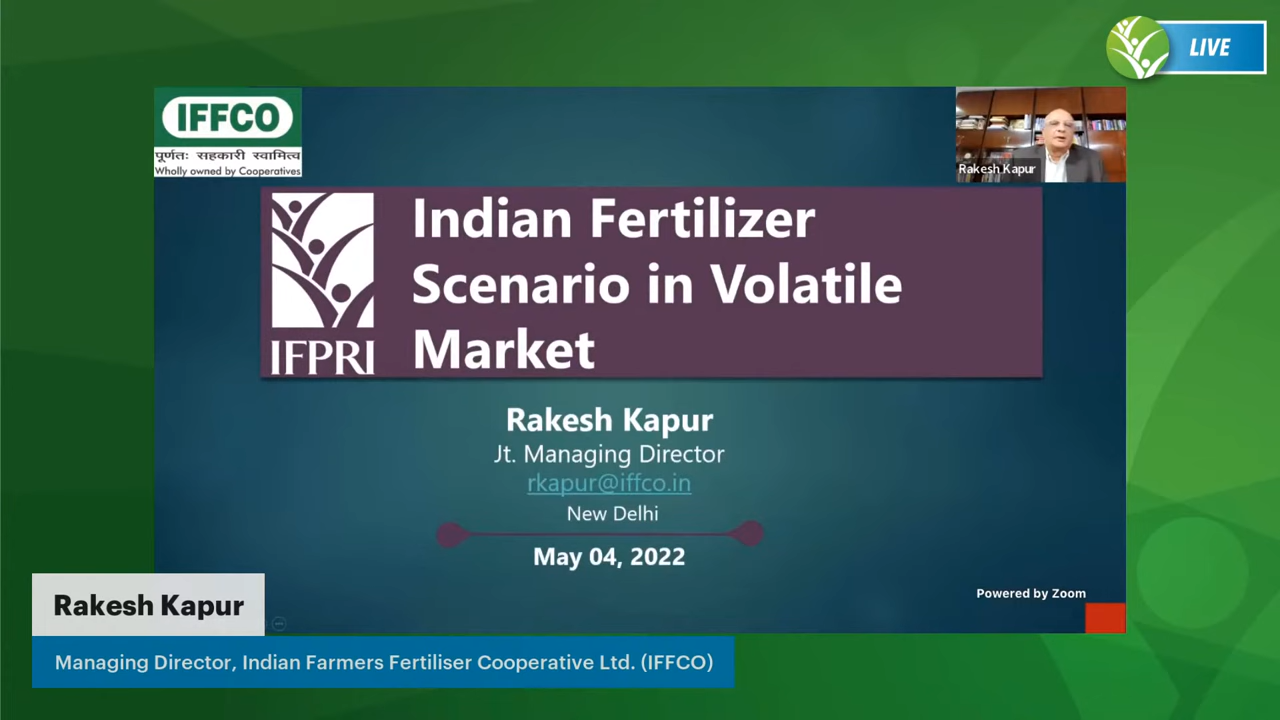 LIVE
IFFCO
पूर्णतः सहकारी स्वामित्व
Wholly owned by Cooperatives
Rakesh Kapur
IFPRI
Indian Fertilizer
Scenario in Volatile
Market
Rakesh Kapur
Jt. Managing Director
rkapur@iffco.in
New Delhi
May 04, 2022
Powered by Zoom
Rakesh Kapur
Managing Director, Indian Farmers Fertiliser Cooperative Ltd. (IFFCO)